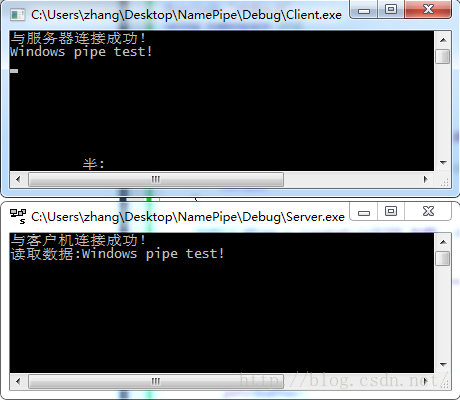 C:\Users\zhang\Desktop\NamePipe\Debug\Client.exe
与服务器连接成功！
Windows pipe test!
半:
C:\Users\zhang\Desktop\NamePipe\Debug\Server.exe
与客户机连接成功！
读取数据:Windows pipe test!
http://blog.csdn.net/